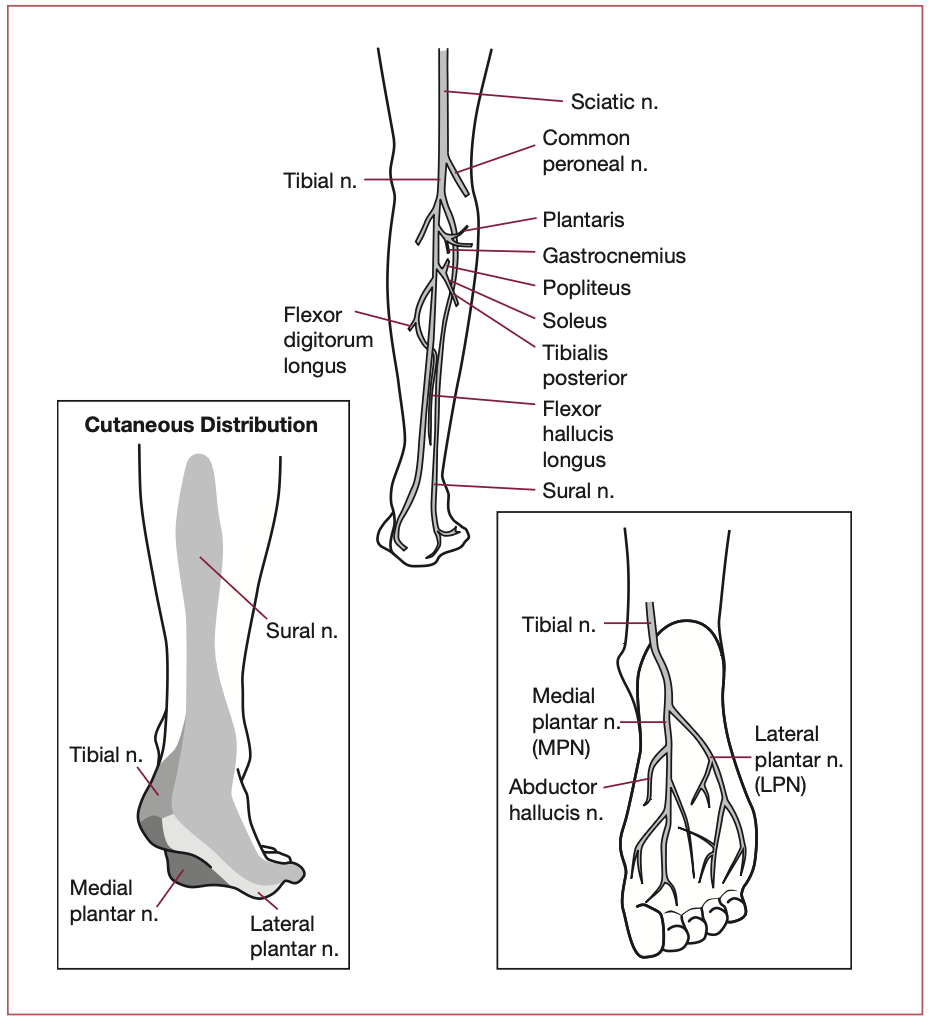 Sciatic n.
Common
peroneal n.
Tibial n.
Plantaris
Gastrocnemius
Popliteus
Soleus
Tibialis
posterior
Flexor
digitorum
longus
Flexor
hallucis
longus
Sural n.
Cutaneous Distribution
Sural n.
Tibial n.
Medial
plantar n.
Lateral
plantar n.
Tibial n.
Medial
plantar n.
(MPN)
Abductor
hallucis n.
Lateral
plantar n.
(LPN)